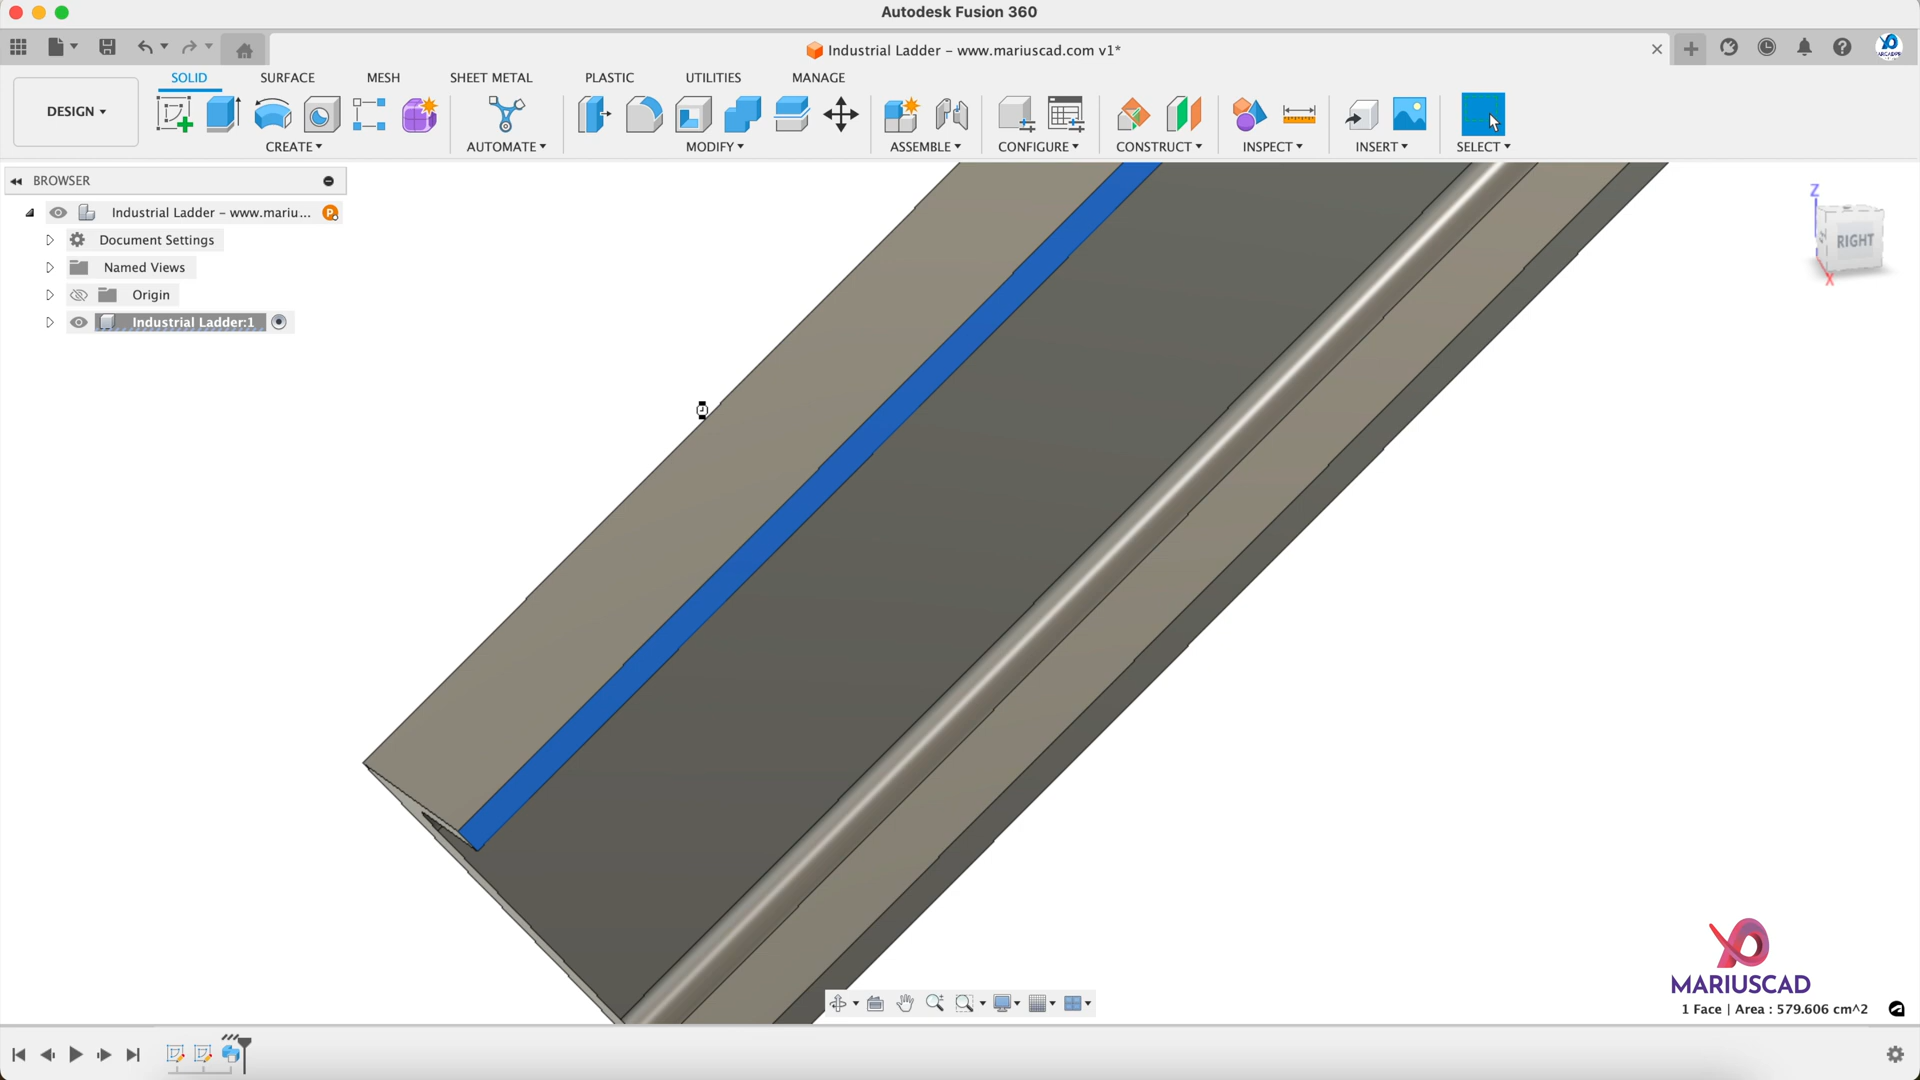 Autodesk Fusion 360
Industrial Ladder – www.mariuscad.com v1*
SOLID SURFACE MESH SHEET METAL PLASTIC UTILITIES MANAGE
DESIGN
CREATE AUTOMATE MODIFY ASSEMBLE CONFIGURE CONSTRUCT INSPECT INSERT SELECT
BROWSER
Industrial Ladder – www.mariu...
Document Settings
Named Views
Origin
Industrial Ladder:1
Z
RIGHT
X
MARIUSCAD
1 Face | Area : 579.606 cm^2